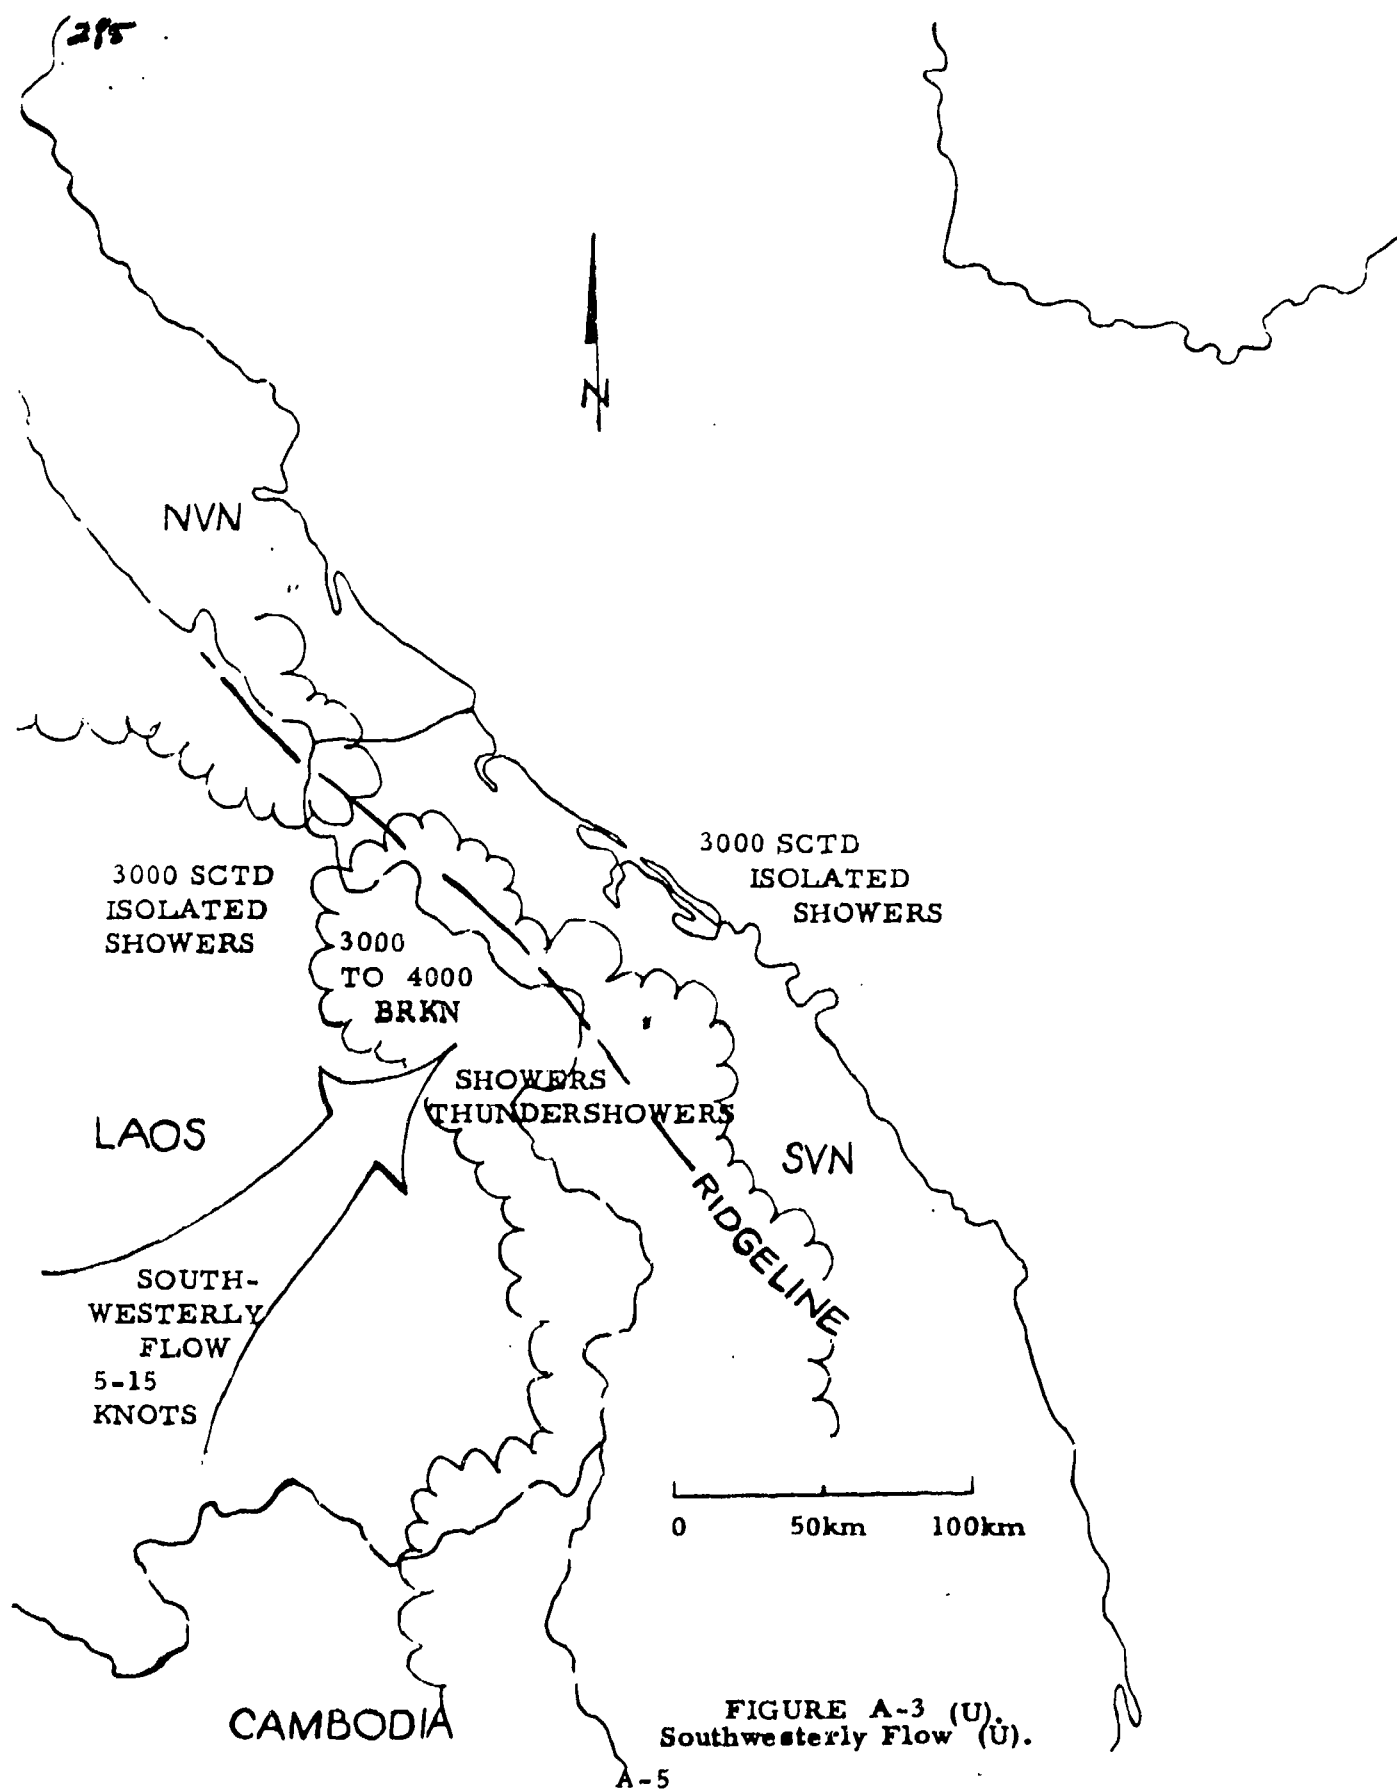 285
N
NVN
3000 SCTD
ISOLATED
SHOWERS
3000 SCTD
ISOLATED
SHOWERS
3000
TO 4000
BRKN
SHOWERS
THUNDERSHOWERS
LAOS
SVN
RIDGELINE
SOUTH-
WESTERLY
FLOW
5-15
KNOTS
0 50km 100km
CAMBODIA
FIGURE A-3 (U).
Southwesterly Flow (U).
A-5